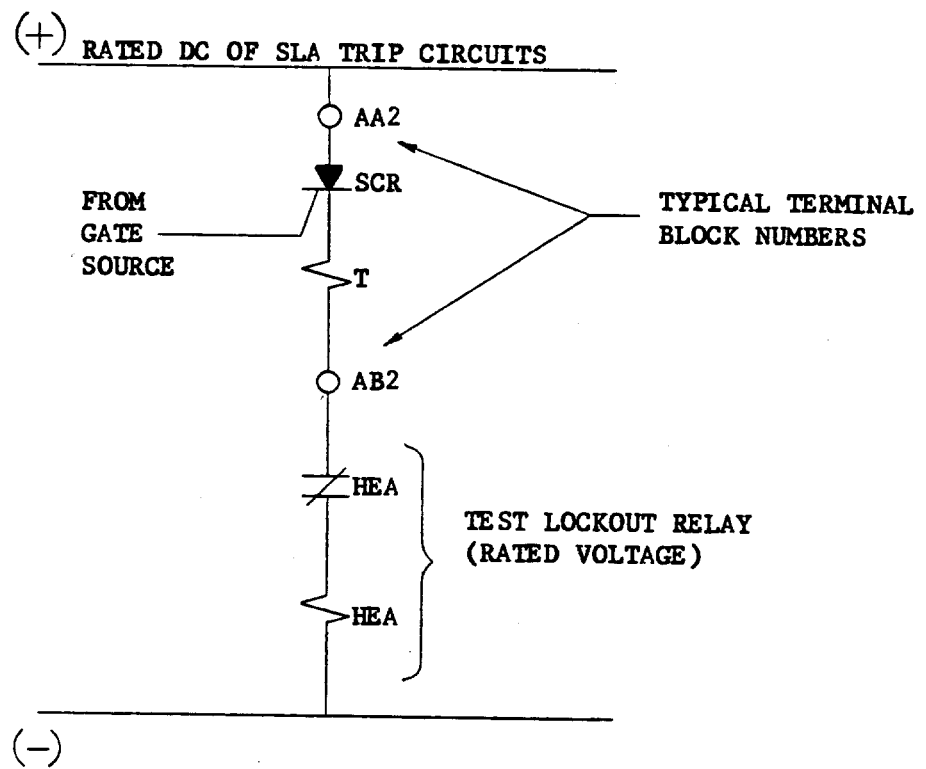 (+) RATED DC OF SLA TRIP CIRCUITS
AA2
SCR
FROM
GATE
SOURCE
TYPICAL TERMINAL
BLOCK NUMBERS
T
AB2
HEA
TEST LOCKOUT RELAY
(RATED VOLTAGE)
HEA
(-)